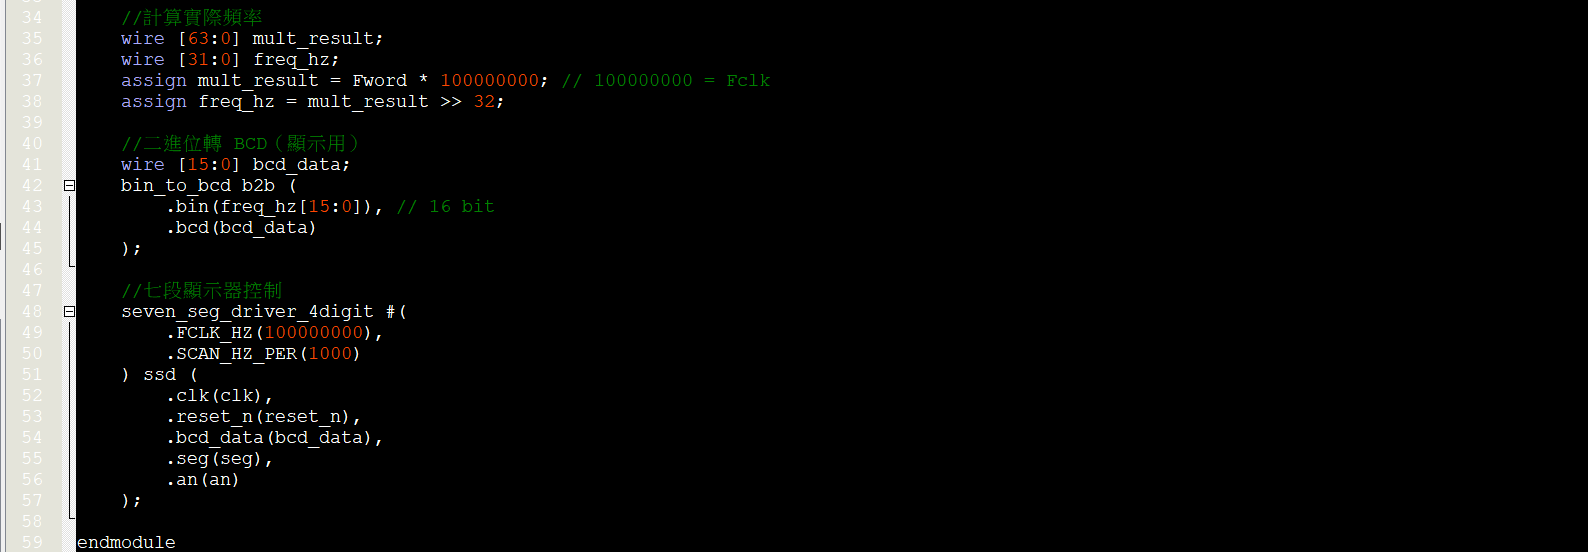 34 //計算實際頻率
35 wire [63:0] mult_result;
36 wire [31:0] freq_hz;
37 assign mult_result = Fword * 100000000; // 100000000 = Fclk
38 assign freq_hz = mult_result >> 32;
39
40 //二進位轉 BCD（顯示用）
41 wire [15:0] bcd_data;
42 bin_to_bcd b2b (
43 .bin(freq_hz[15:0]), // 16 bit
44 .bcd(bcd_data)
45 );
46
47 //七段顯示器控制
48 seven_seg_driver_4digit #(
49 .FCLK_HZ(100000000),
50 .SCAN_HZ_PER(1000)
51 ) ssd (
52 .clk(clk),
53 .reset_n(reset_n),
54 .bcd_data(bcd_data),
55 .seg(seg),
56 .an(an)
57 );
58
59 endmodule